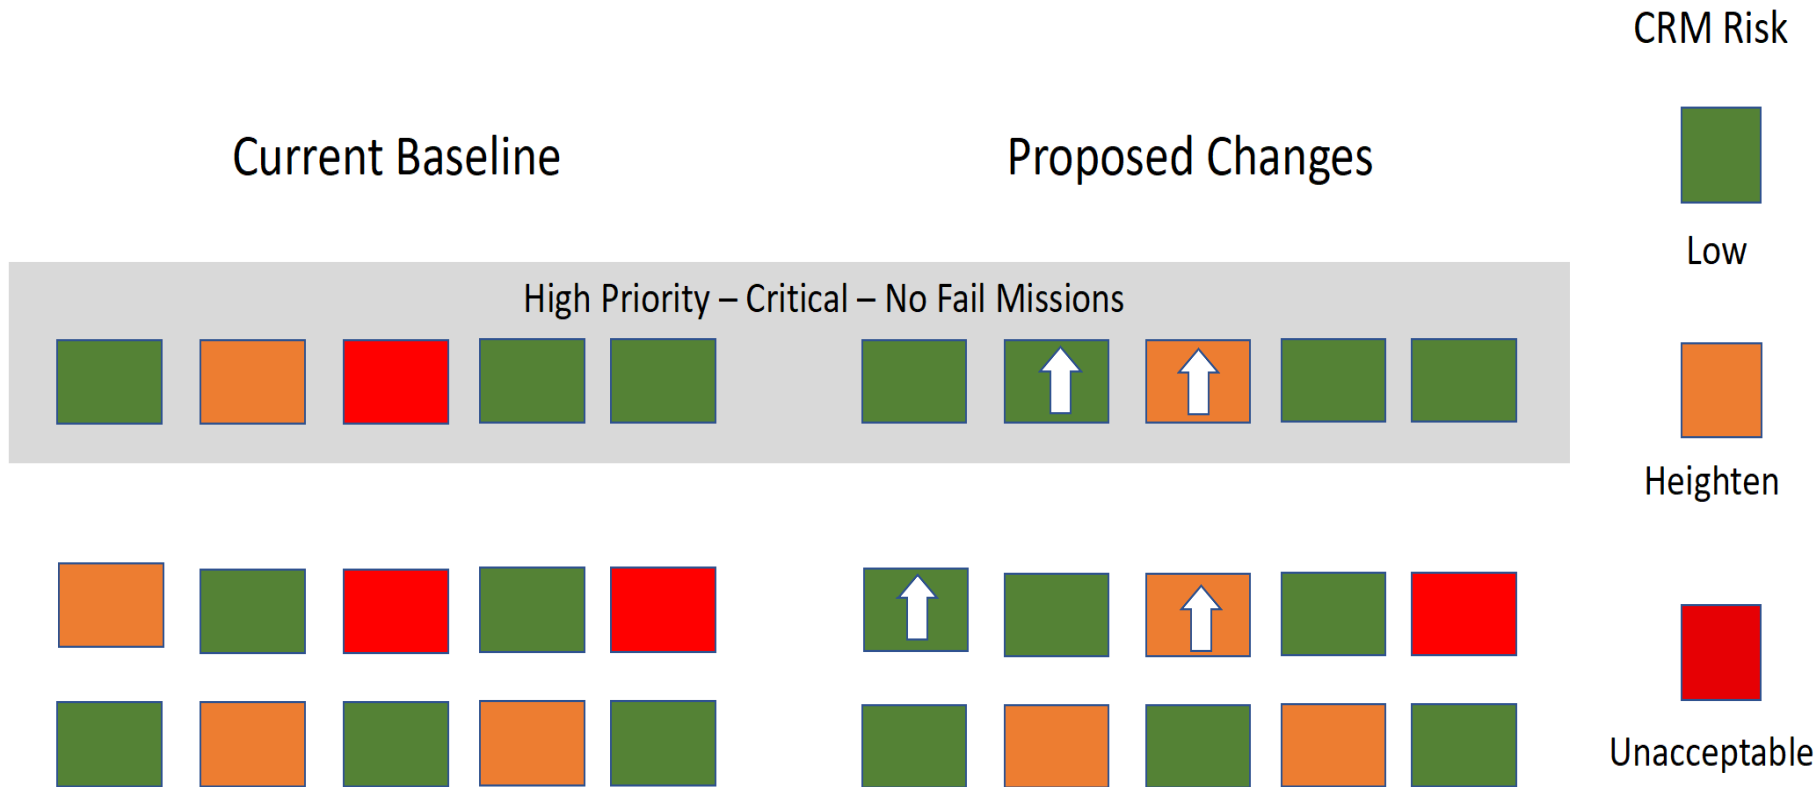 CRM Risk
Current Baseline
Proposed Changes
Low
High Priority – Critical – No Fail Missions
Heighten
Unacceptable